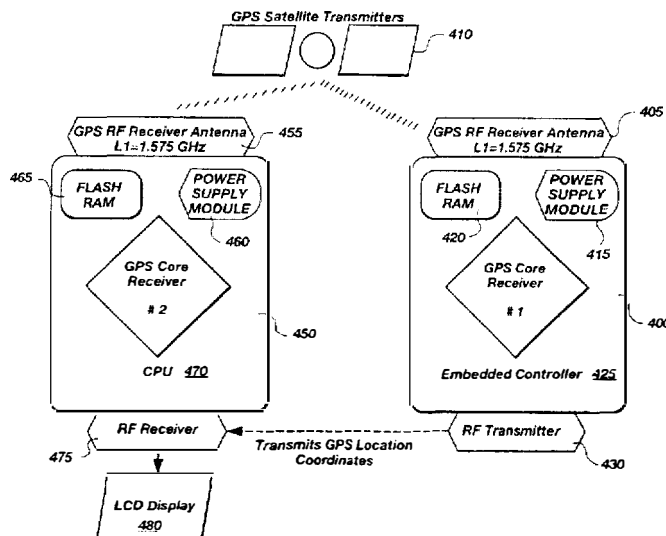 GPS Satellite Transmitters
410
GPS RF Receiver Antenna
L1=1.575 GHz
455
GPS RF Receiver Antenna
L1=1.575 GHz
405
465
FLASH
RAM
POWER
SUPPLY
MODULE
460
FLASH
RAM
420
POWER
SUPPLY
MODULE
415
GPS Core
Receiver
# 2
450
GPS Core
Receiver
# 1
400
CPU 470
Embedded Controller 425
RF Receiver
475
Transmits GPS Location
Coordinates
RF Transmitter
430
LCD Display
480